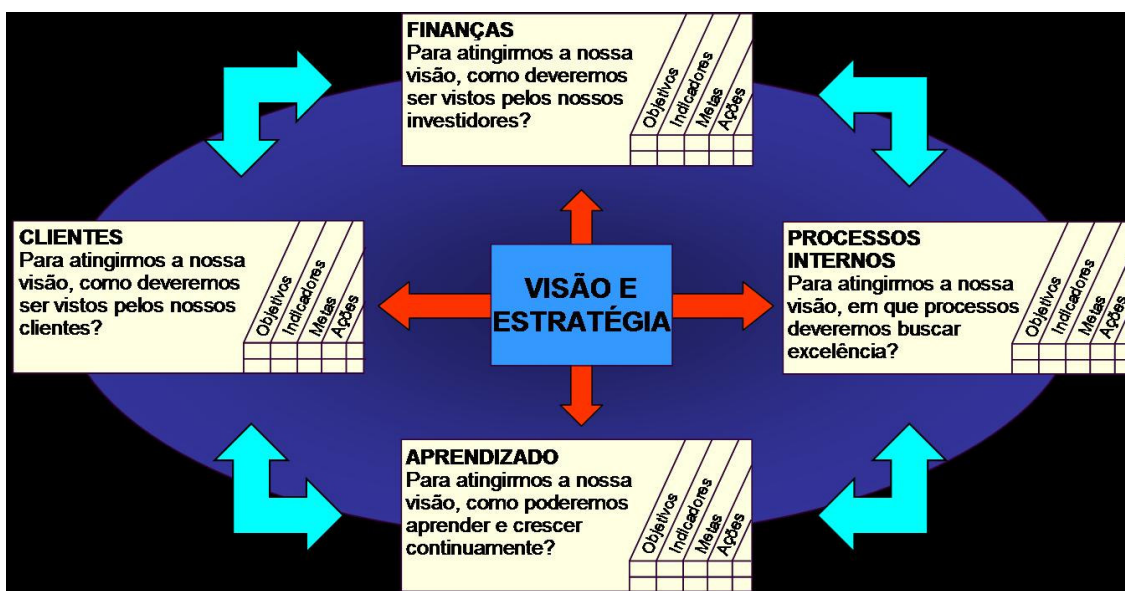 FINANÇAS
Para atingirmos a nossa
visão, como deveremos
ser vistos pelos nossos
investidores?
Objetivos
Indicadores
Metas
Ações
CLIENTES
Para atingirmos a nossa
visão, como deveremos
ser vistos pelos nossos
clientes?
Objetivos
Indicadores
Metas
Ações
VISÃO E
ESTRATÉGIA
PROCESSOS
INTERNOS
Para atingirmos a nossa
visão, em que processos
deveremos buscar
excelência?
Objetivos
Indicadores
Metas
Ações
APRENDIZADO
Para atingirmos a nossa
visão, como poderemos
aprender e crescer
continuamente?
Objetivos
Indicadores
Metas
Ações